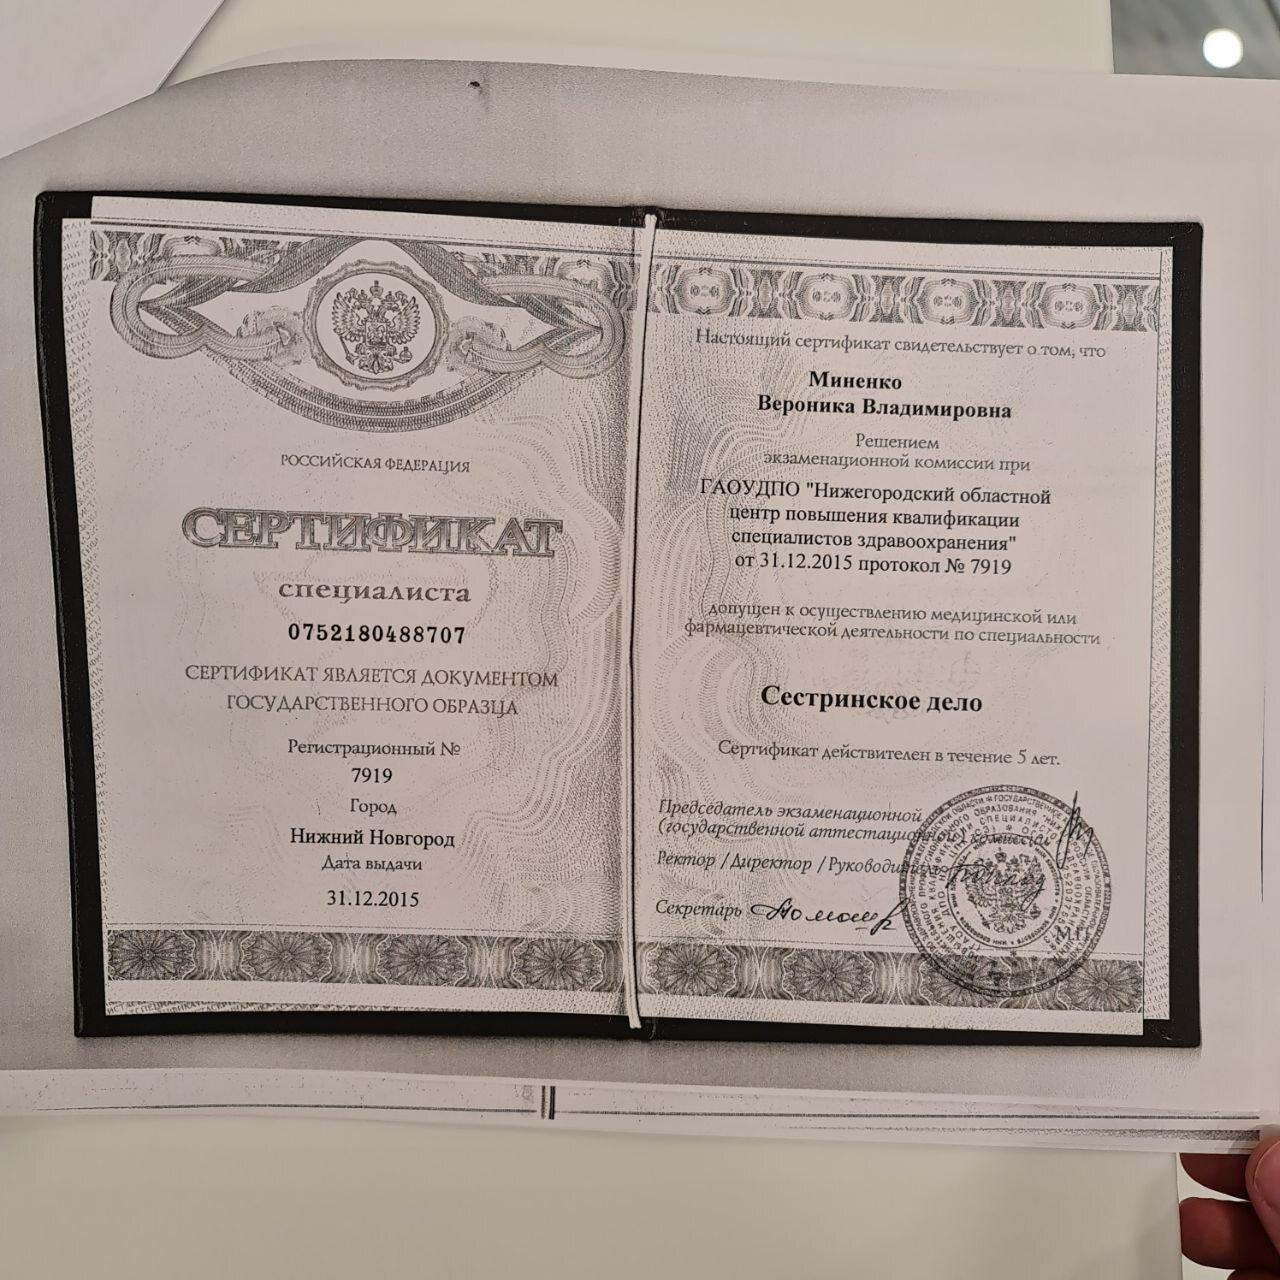 РОССИЙСКАЯ ФЕДЕРАЦИЯ
СЕРТИФИКАТ
специалиста
0752180488707
СЕРТИФИКАТ ЯВЛЯЕТСЯ ДОКУМЕНТОМ
ГОСУДАРСТВЕННОГО ОБРАЗЦА
Регистрационный №
7919
Город
Нижний Новгород
Дата выдачи
31.12.2015
Настоящий сертификат свидетельствует о том, что
Миненко
Вероника Владимировна
Решением
экзаменационной комиссии при
ГАОУДПО "Нижегородский областной
центр повышения квалификации
специалистов здравоохранения"
от 31.12.2015 протокол № 7919
допущен к осуществлению медицинской или
фармацевтической деятельности по специальности
Сестринское дело
Сертификат действителен в течение 5 лет.
Председатель экзаменационной
(государственной аттестационной) комиссии
Ректор /Директор /Руководитель
Секретарь
М.П.